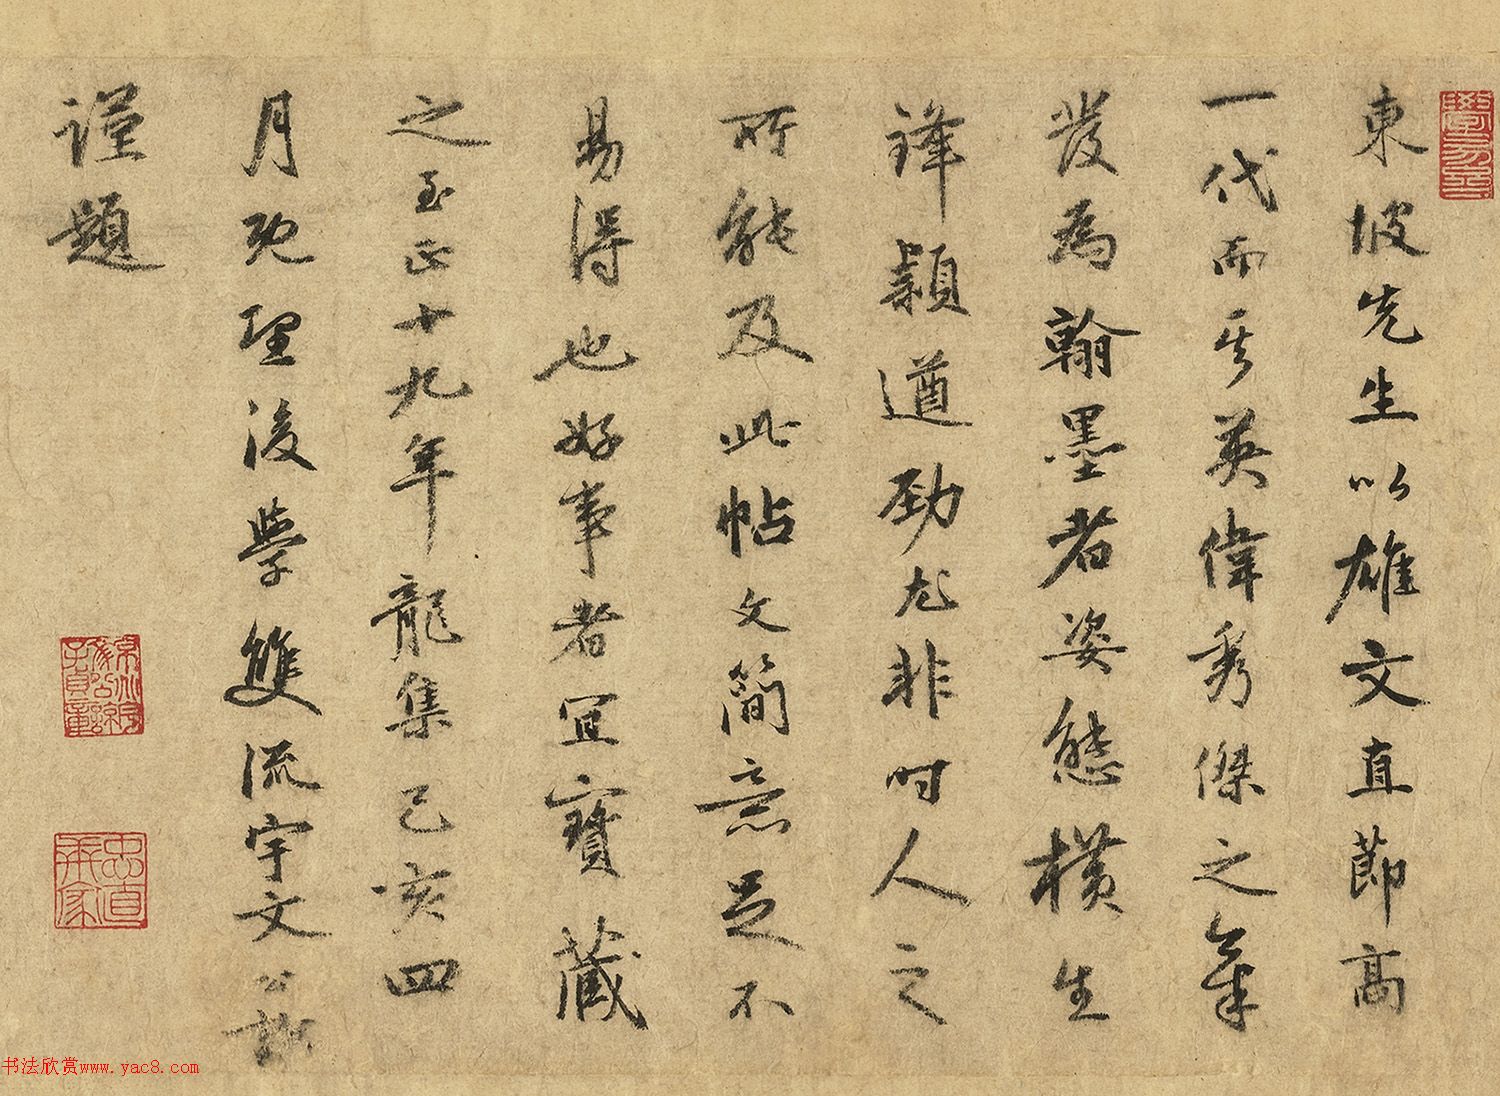 東坡先生以雄文直節高
一代而其英偉秀傑之氣
發為翰墨者姿態橫生
鋒穎遒勁尤非時人之
所能及此帖文簡意足不
易得也好事者宜寶藏
之至正十九年龍集己亥四
月既望後學雙流宇文公諒
謹題
忠直
書法欣賞www.yac8.com